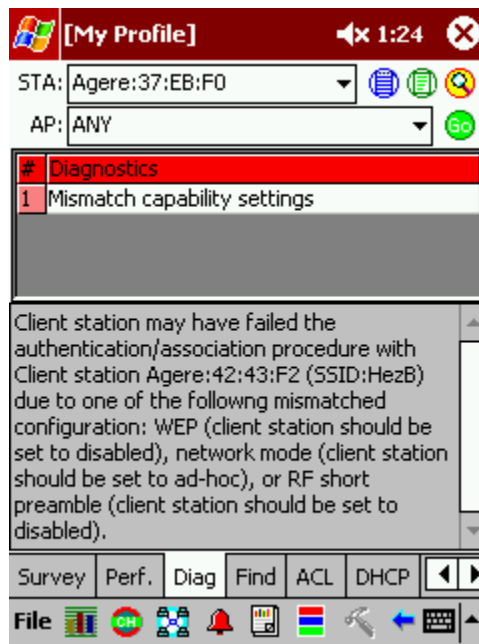 [My Profile] 1:24
STA: Agere:37:EB:F0
AP: ANY Go
# Diagnostics
1 Mismatch capability settings
Client station may have failed the
authentication/association procedure with
Client station Agere:42:43:F2 (SSID:HezB)
due to one of the followng mismatched
configuration: WEP (client station should be
set to disabled), network mode (client station
should be set to ad-hoc), or RF short
preamble (client station should be set to
disabled).
Survey Perf. Diag Find ACL DHCP
File CH